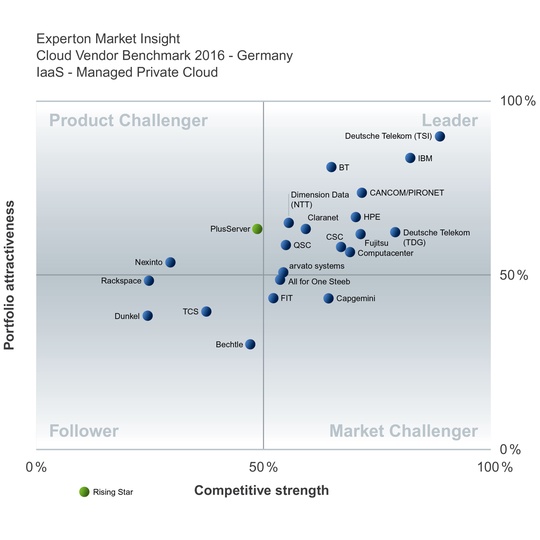 Experton Market Insight
Cloud Vendor Benchmark 2016 - Germany
IaaS - Managed Private Cloud
100 %
Product Challenger
Leader
Deutsche Telekom (TSI)
IBM
BT
CANCOM/PIRONET
Dimension Data
(NTT)
Claranet
HPE
PlusServer
Deutsche Telekom
(TDG)
CSC
Fujitsu
QSC
Computacenter
Nexinto
arvato systems
50 %
Rackspace
All for One Steeb
FIT
Capgemini
TCS
Dunkel
Bechtle
Portfolio attractiveness
Follower
Market Challenger
0 %
0 %
50 %
100 %
Competitive strength
Rising Star